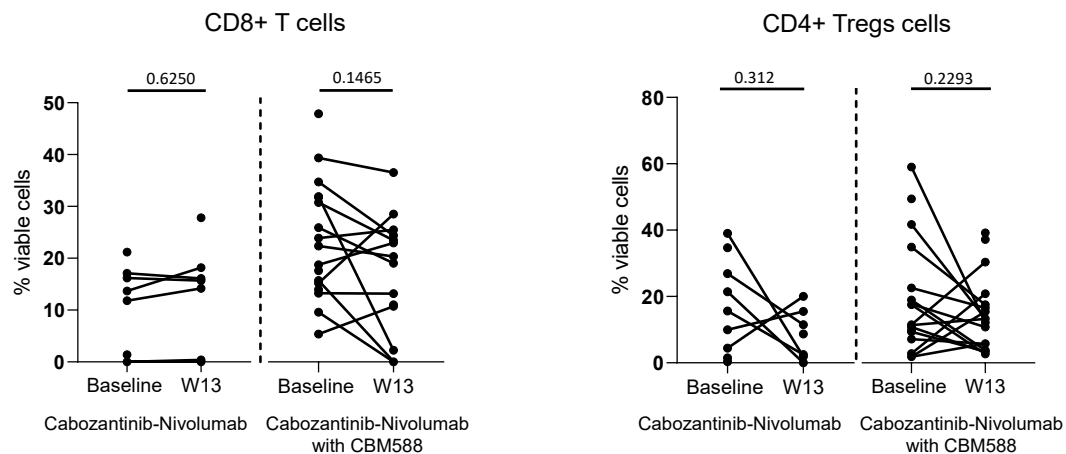 CD8+ T cells
0.6250
0.1465
% viable cells
50
40
30
20
10
0
Baseline
W13
Baseline
W13
Cabozantinib-Nivolumab
Cabozantinib-Nivolumab
with CBM588
CD4+ Tregs cells
0.312
0.2293
% viable cells
80
60
40
20
0
Baseline
W13
Baseline
W13
Cabozantinib-Nivolumab
Cabozantinib-Nivolumab
with CBM588